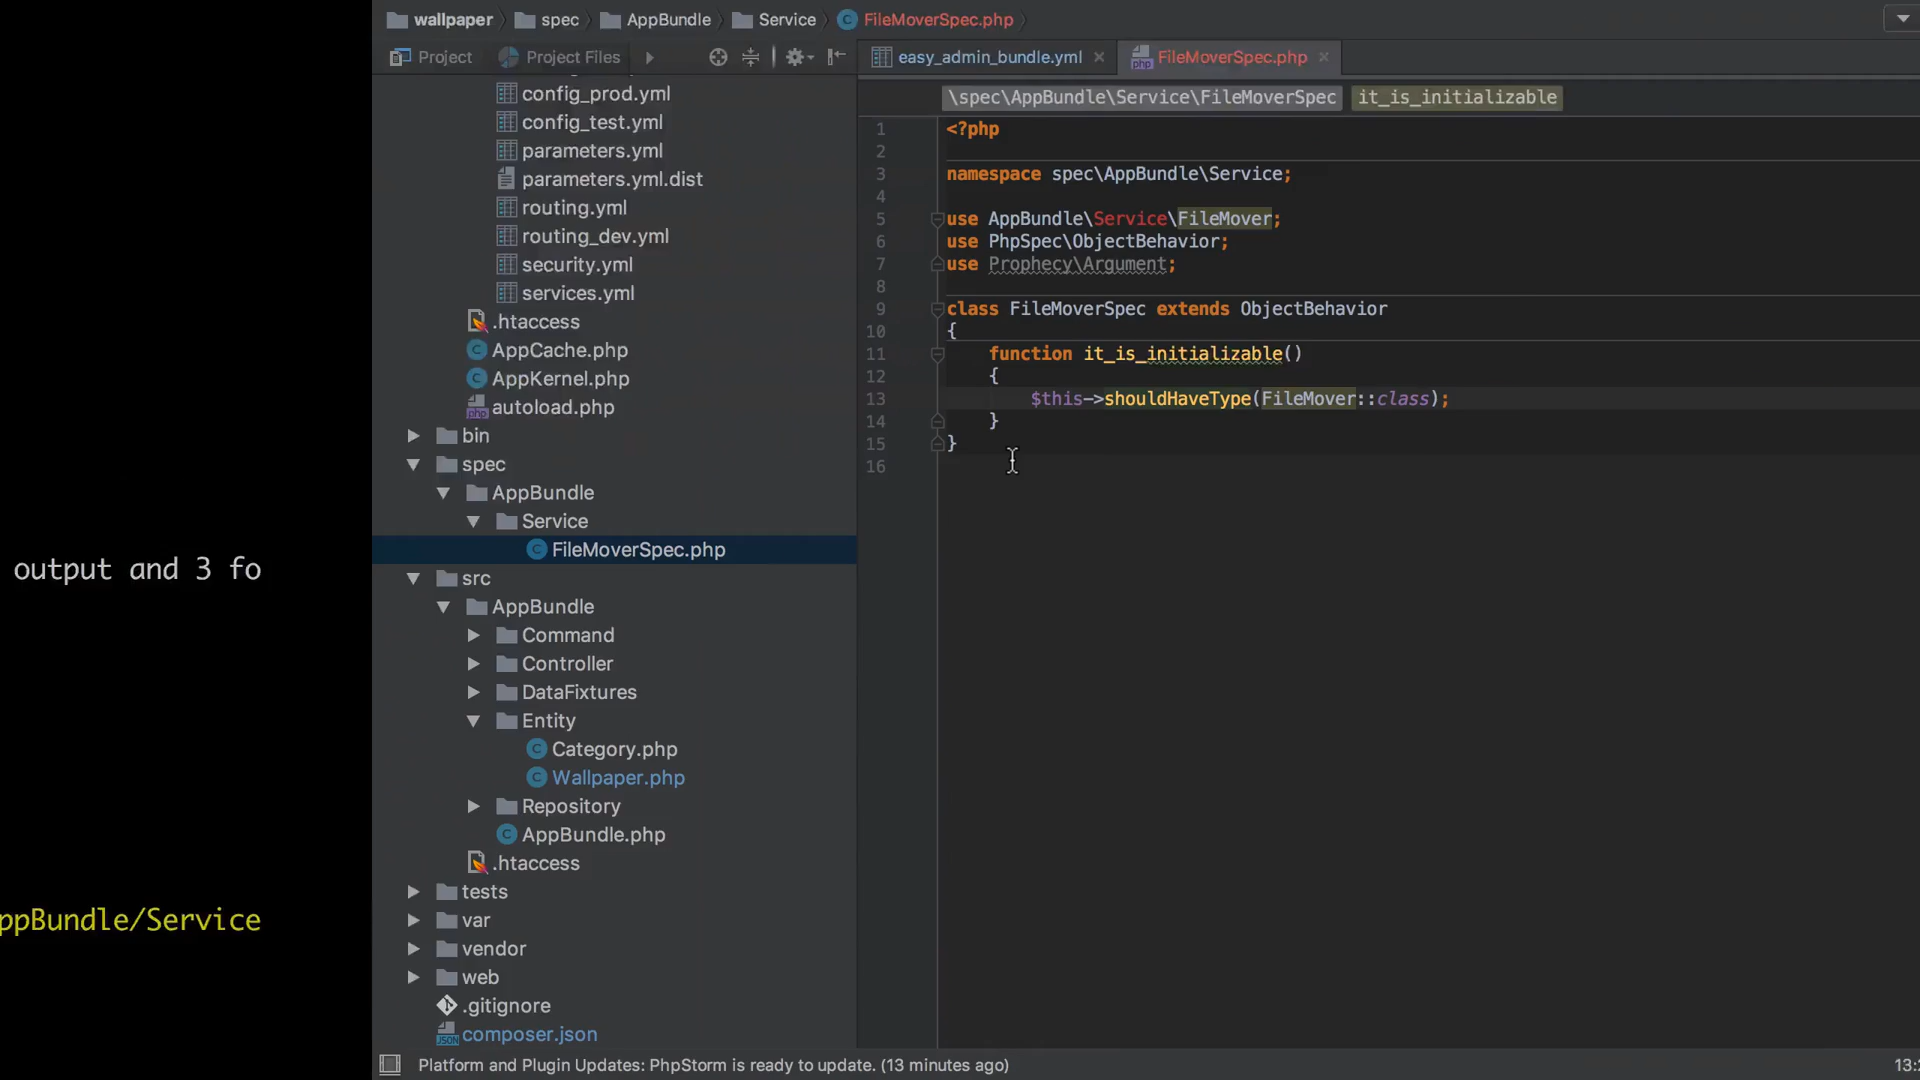 output and 3 fo
ppBundle/Service
wallpaper spec AppBundle Service FileMoverSpec.php
Project Project Files
config_prod.yml
config_test.yml
parameters.yml
parameters.yml.dist
routing.yml
routing_dev.yml
security.yml
services.yml
.htaccess
AppCache.php
AppKernel.php
autoload.php
bin
spec
AppBundle
Service
FileMoverSpec.php
src
AppBundle
Command
Controller
DataFixtures
Entity
Category.php
Wallpaper.php
Repository
AppBundle.php
.htaccess
tests
var
vendor
web
.gitignore
composer.json
easy_admin_bundle.yml FileMoverSpec.php
\spec\AppBundle\Service\FileMoverSpec it_is_initializable
1 <?php
2
3 namespace spec\AppBundle\Service;
4
5 use AppBundle\Service\FileMover;
6 use PhpSpec\ObjectBehavior;
7 use Prophecy\Argument;
8
9 class FileMoverSpec extends ObjectBehavior
10 {
11 function it_is_initializable()
12 {
13 $this->shouldHaveType(FileMover::class);
14 }
15 }
16
Platform and Plugin Updates: PhpStorm is ready to update. (13 minutes ago)